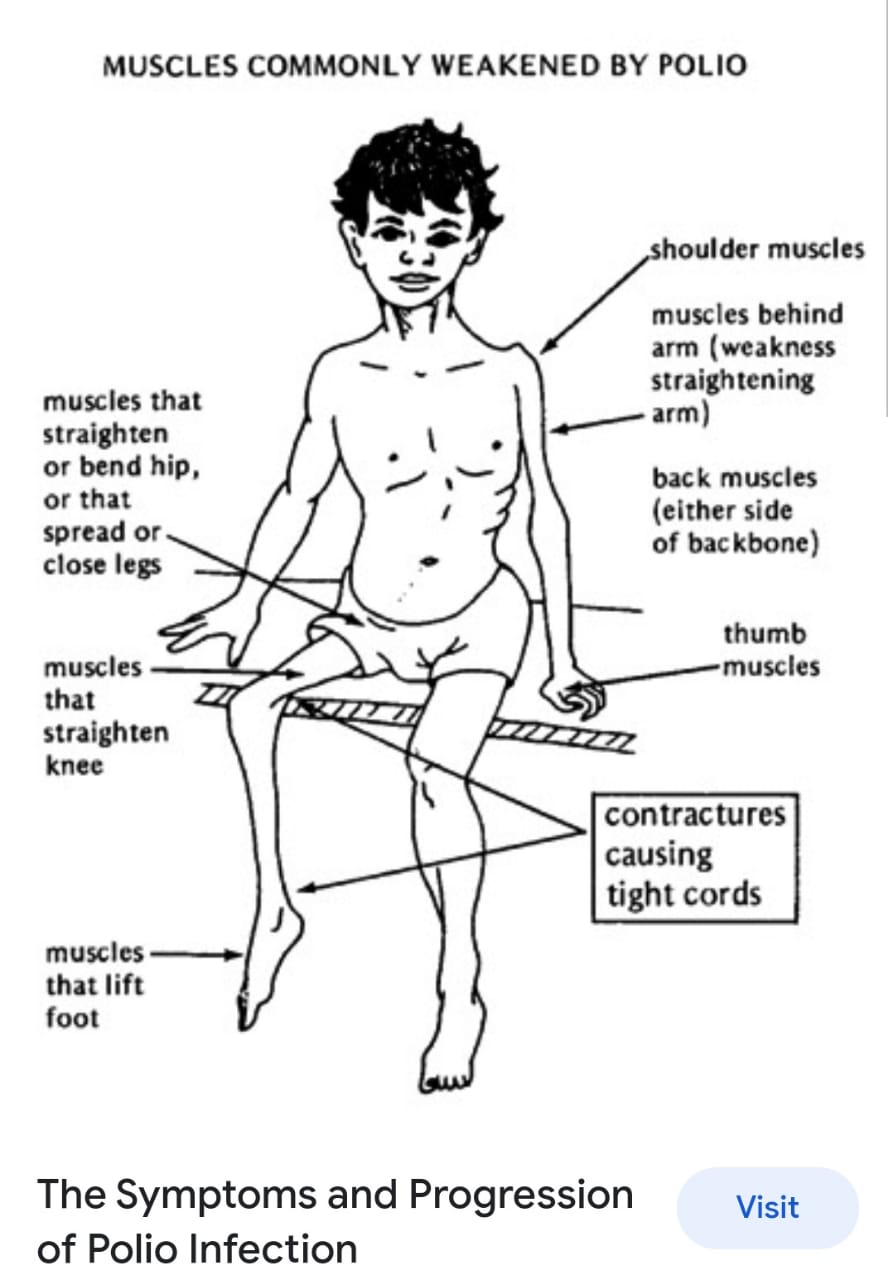 MUSCLES COMMONLY WEAKENED BY POLIO
shoulder muscles
muscles behind
arm (weakness
straightening
arm)
muscles that
straighten
or bend hip,
or that
spread or
close legs
back muscles
(either side
of backbone)
thumb
muscles
muscles
that
straighten
knee
contractures
causing
tight cords
muscles
that lift
foot
The Symptoms and Progression
of Polio Infection
Visit